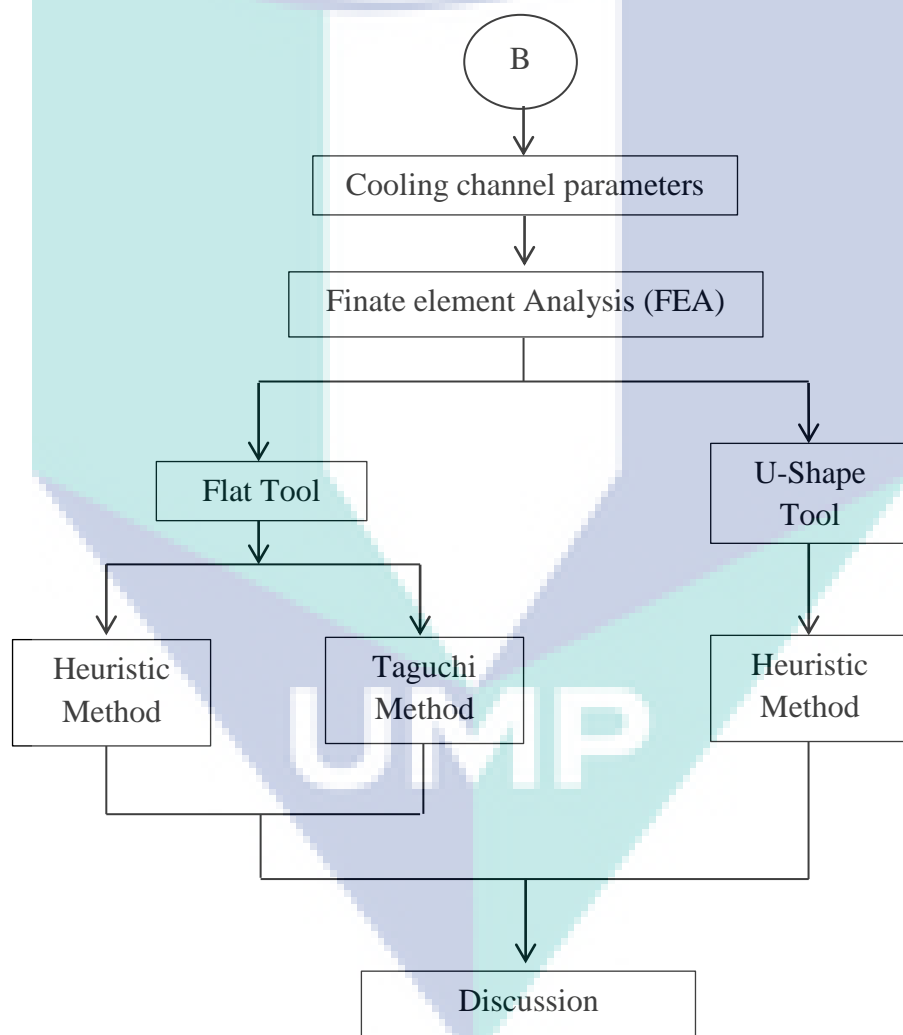 B
Cooling channel parameters
Finate element Analysis (FEA)
Flat Tool
U-Shape
Tool
Heuristic
Method
Taguchi
Method
Heuristic
Method
UMP
Discussion